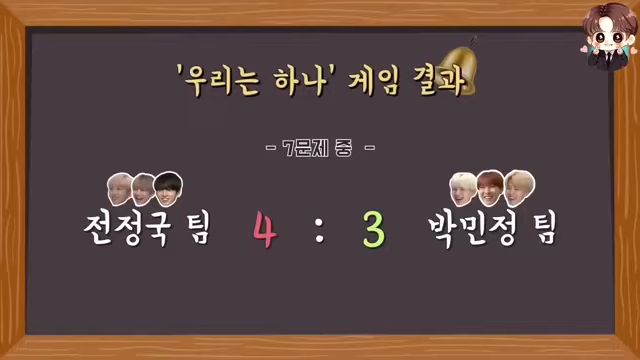 '우리는 하나' 게임 결과
- 7문제 중 -
전정국 팀 4 : 3 박민정 팀